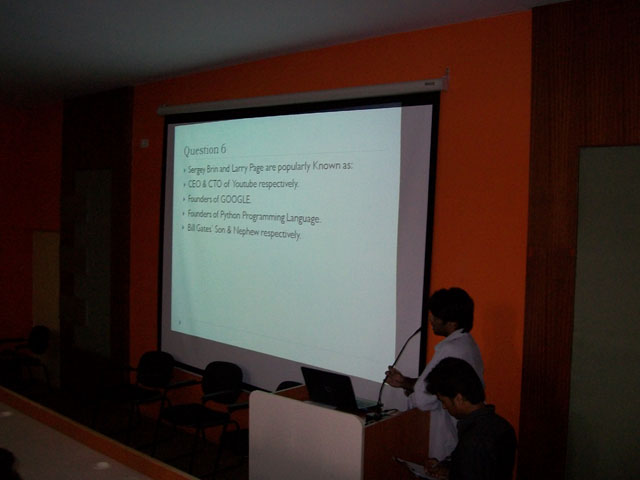 Question 6
Sergey Brin and Larry Page are popularly Known as:
CEO & CTO of Youtube respectively.
Founders of GOOGLE.
Founders of Python Programming Language.
Bill Gates' Son & Nephew respectively.